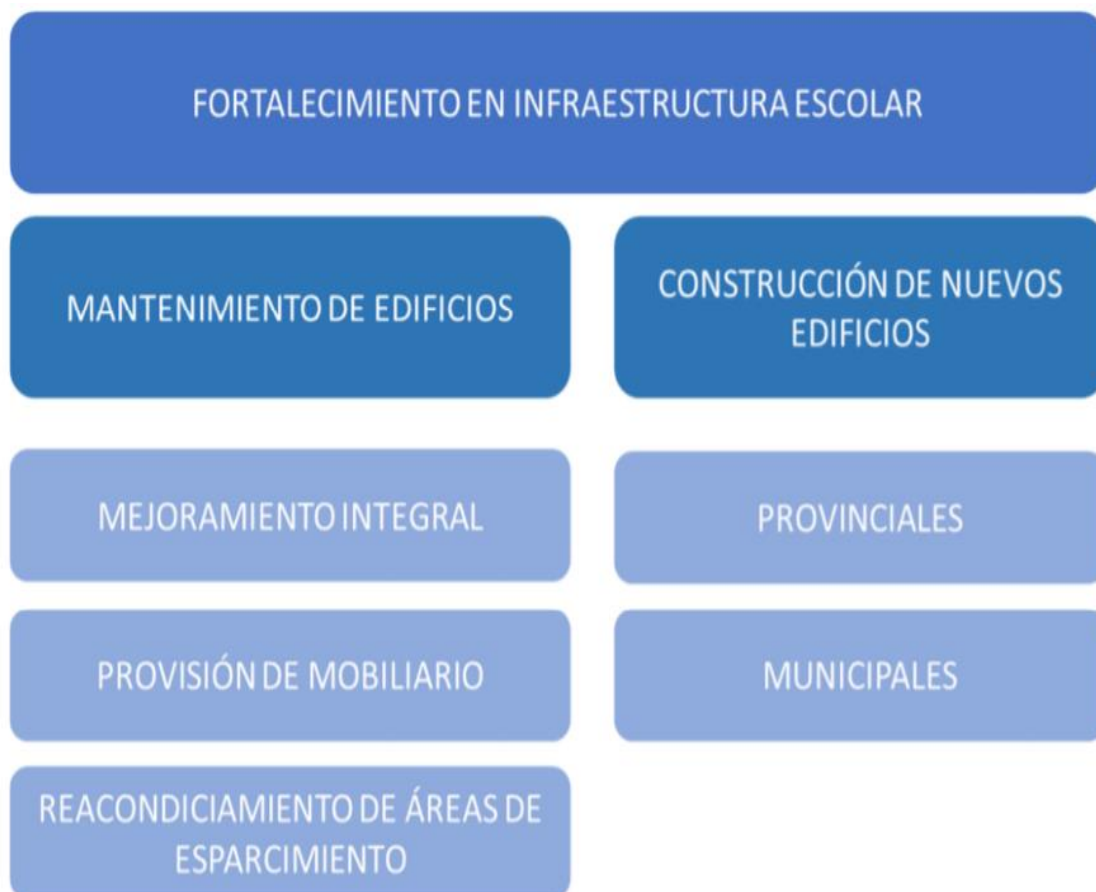 FORTALECIMIENTO EN INFRAESTRUCTURA ESCOLAR
MANTENIMIENTO DE EDIFICIOS
CONSTRUCCIÓN DE NUEVOS
EDIFICIOS
MEJORAMIENTO INTEGRAL
PROVINCIALES
PROVISIÓN DE MOBILIARIO
MUNICIPALES
REACONDICIAMIENTO DE ÁREAS DE
ESPARCIMIENTO